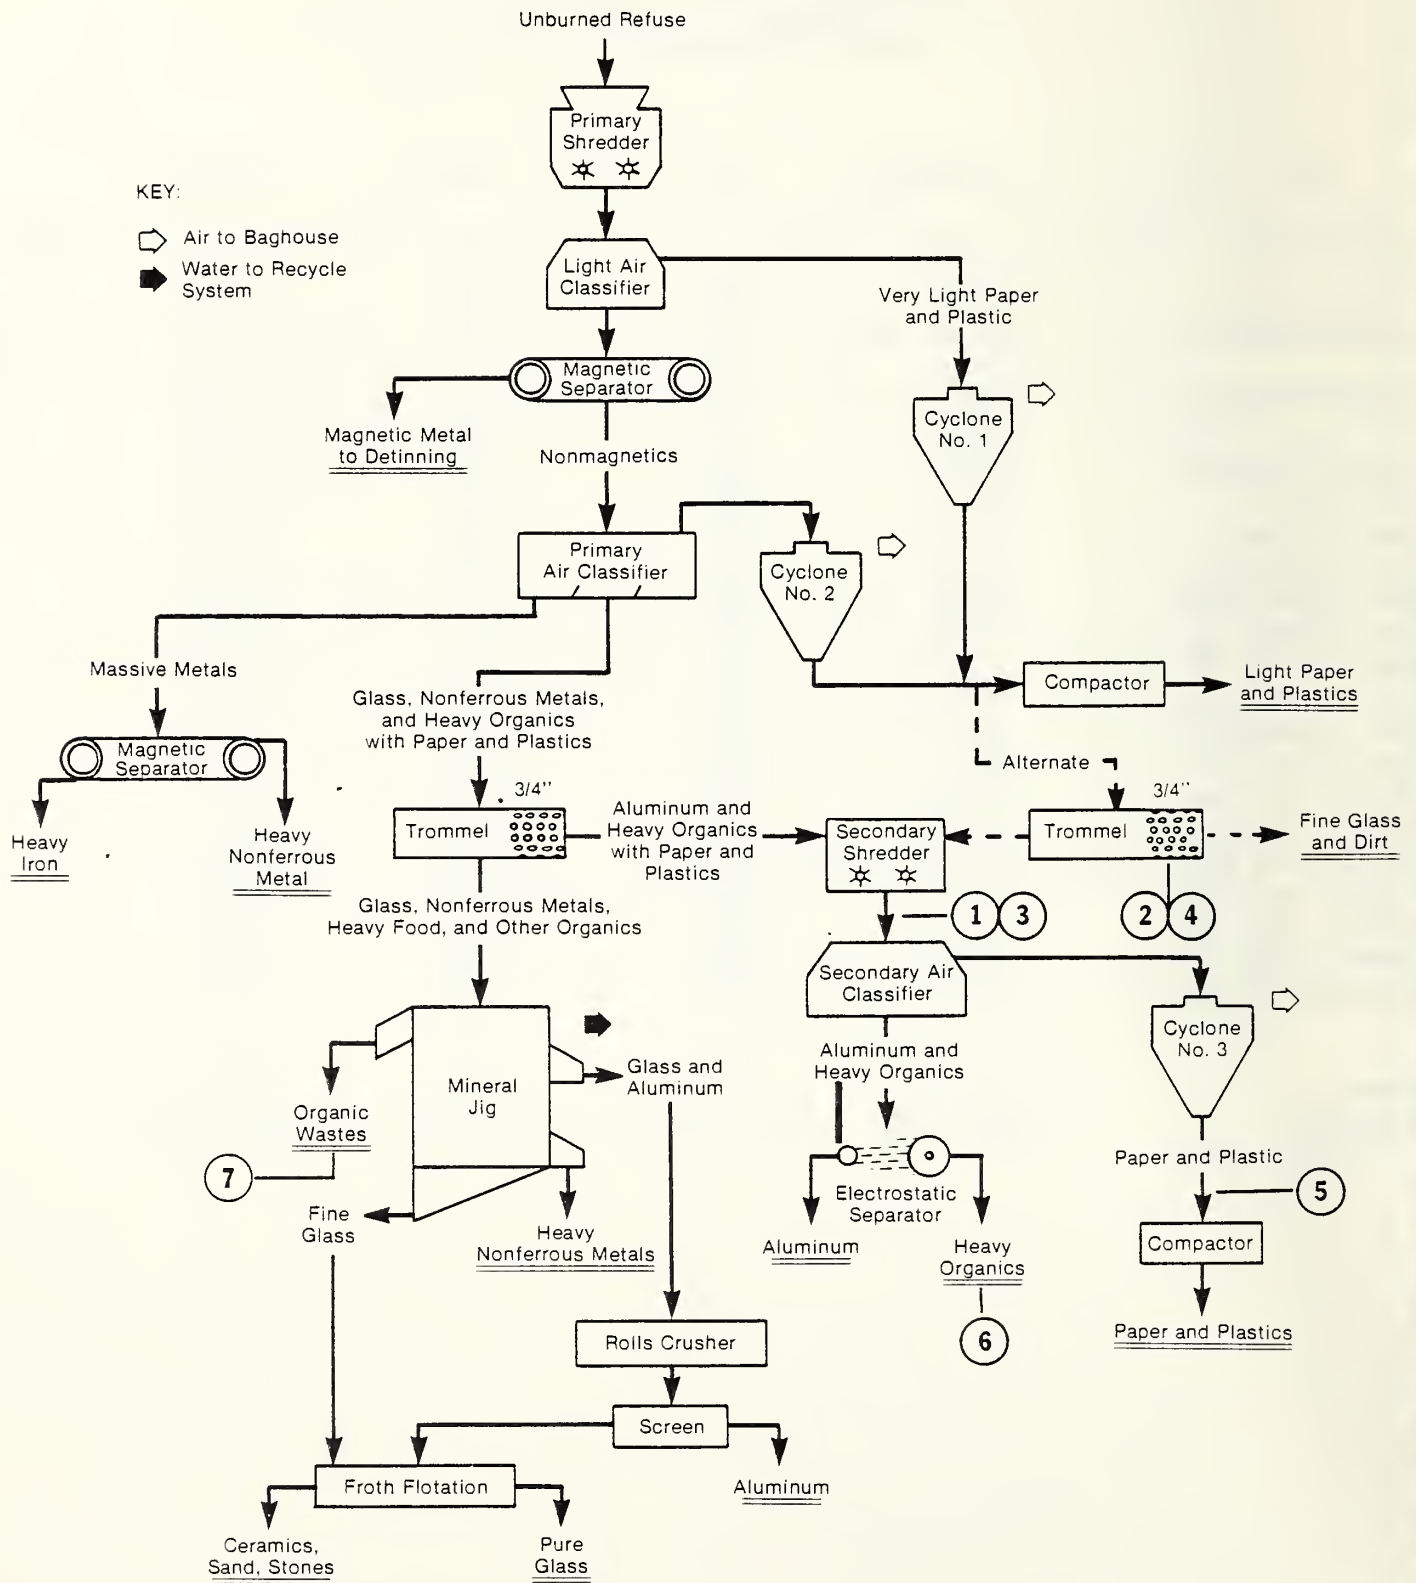 Unburned Refuse
Primary
Shredder
KEY:
Air to Baghouse
Water to Recycle
System
Light Air
Classifier
Very Light Paper
and Plastic
Magnetic
Separator
Magnetic Metal
to Detinning
Nonmagnetics
Cyclone
No. 1
Primary
Air Classifier
Cyclone
No. 2
Massive Metals
Glass, Nonferrous Metals,
and Heavy Organics
with Paper and Plastics
Compactor
Light Paper
and Plastics
Magnetic
Separator
Alternate
Heavy
Iron
Heavy
Nonferrous
Metal
3/4"
Trommel
Aluminum and
Heavy Organics
with Paper and
Plastics
Secondary
Shredder
3/4"
Trommel
Fine Glass
and Dirt
Glass, Nonferrous Metals,
Heavy Food, and Other Organics
1 3
2 4
Secondary Air
Classifier
Cyclone
No. 3
Mineral
Jig
Glass and
Aluminum
Aluminum and
Heavy Organics
Organic
Wastes
7
Fine
Glass
Heavy
Nonferrous Metals
Electrostatic
Separator
Aluminum
Heavy
Organics
6
Paper and Plastic
5
Compactor
Paper and Plastics
Rolls Crusher
Screen
Froth Flotation
Aluminum
Ceramics,
Sand, Stones
Pure
Glass